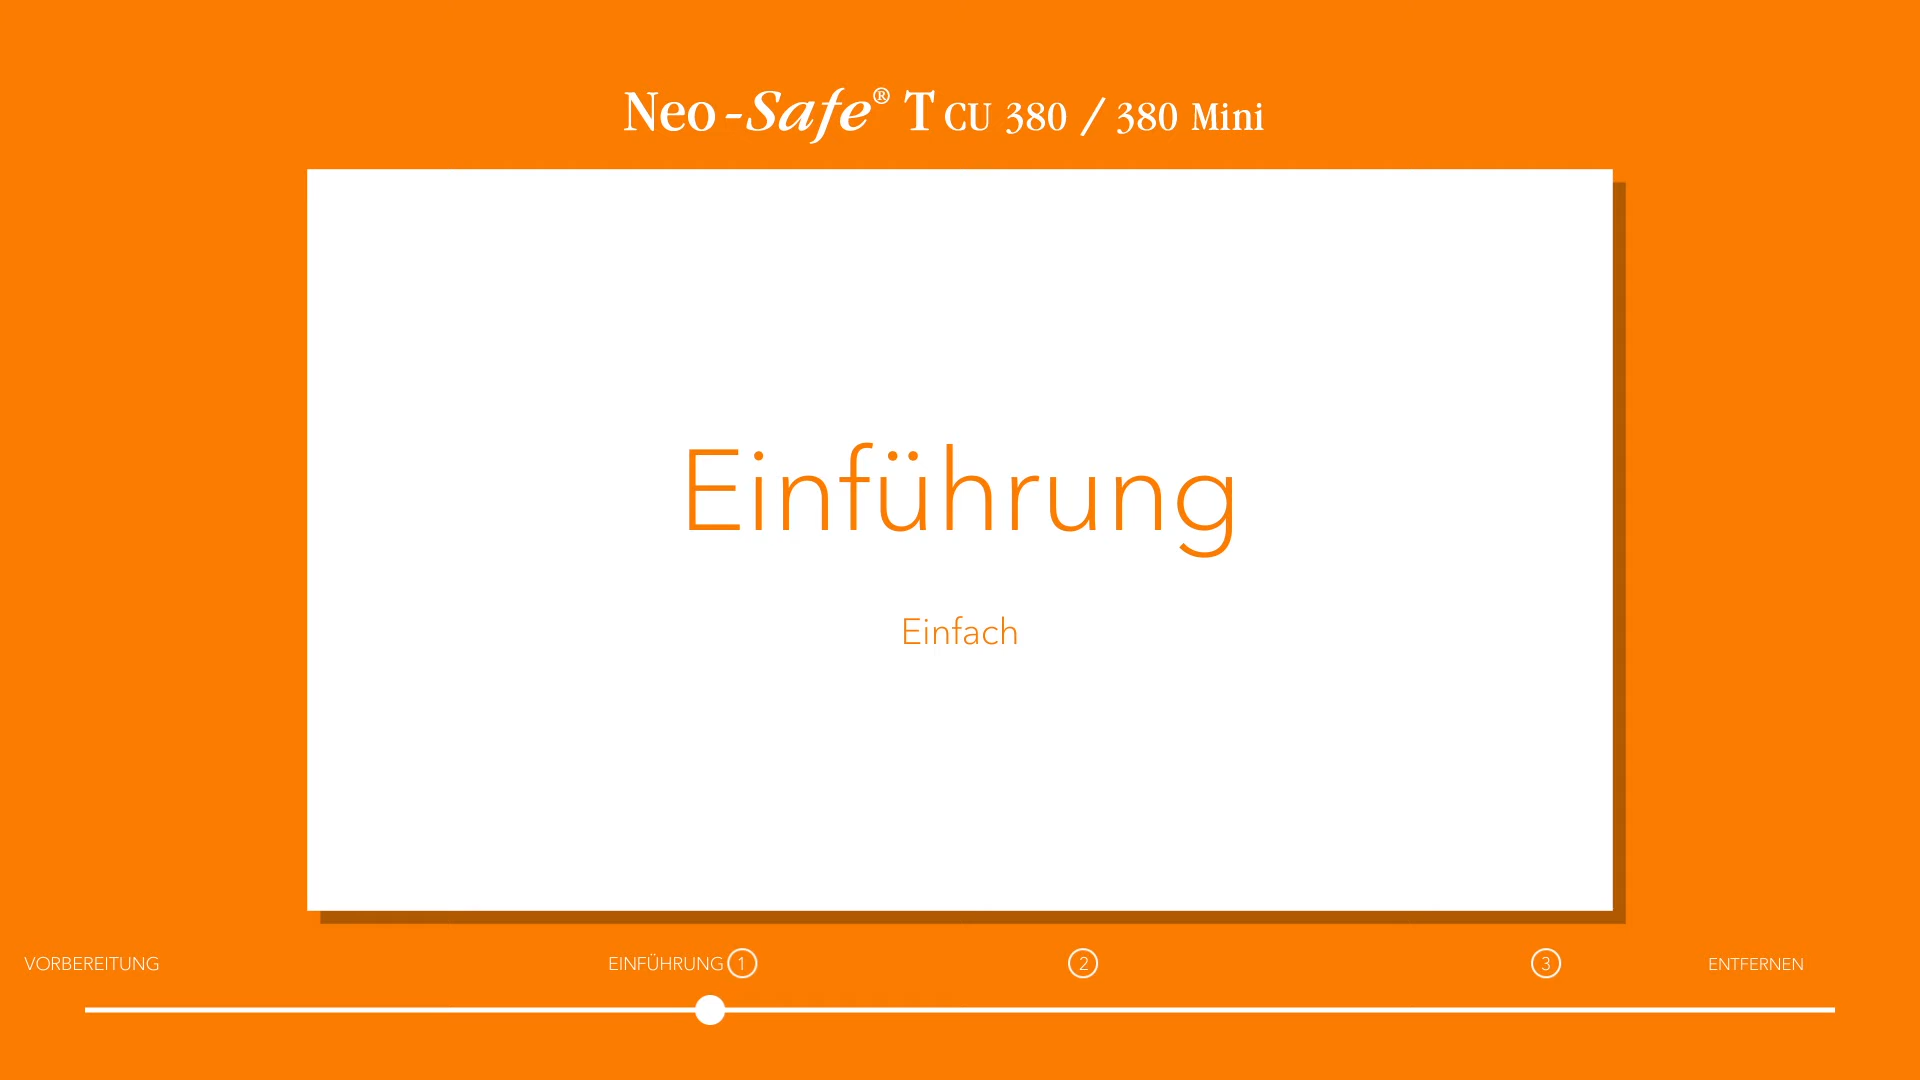 Neo-Safe® T CU 380 / 380 Mini
Einführung
Einfach
VORBEREITUNG
EINFÜHRUNG 1
2
3
ENTFERNEN